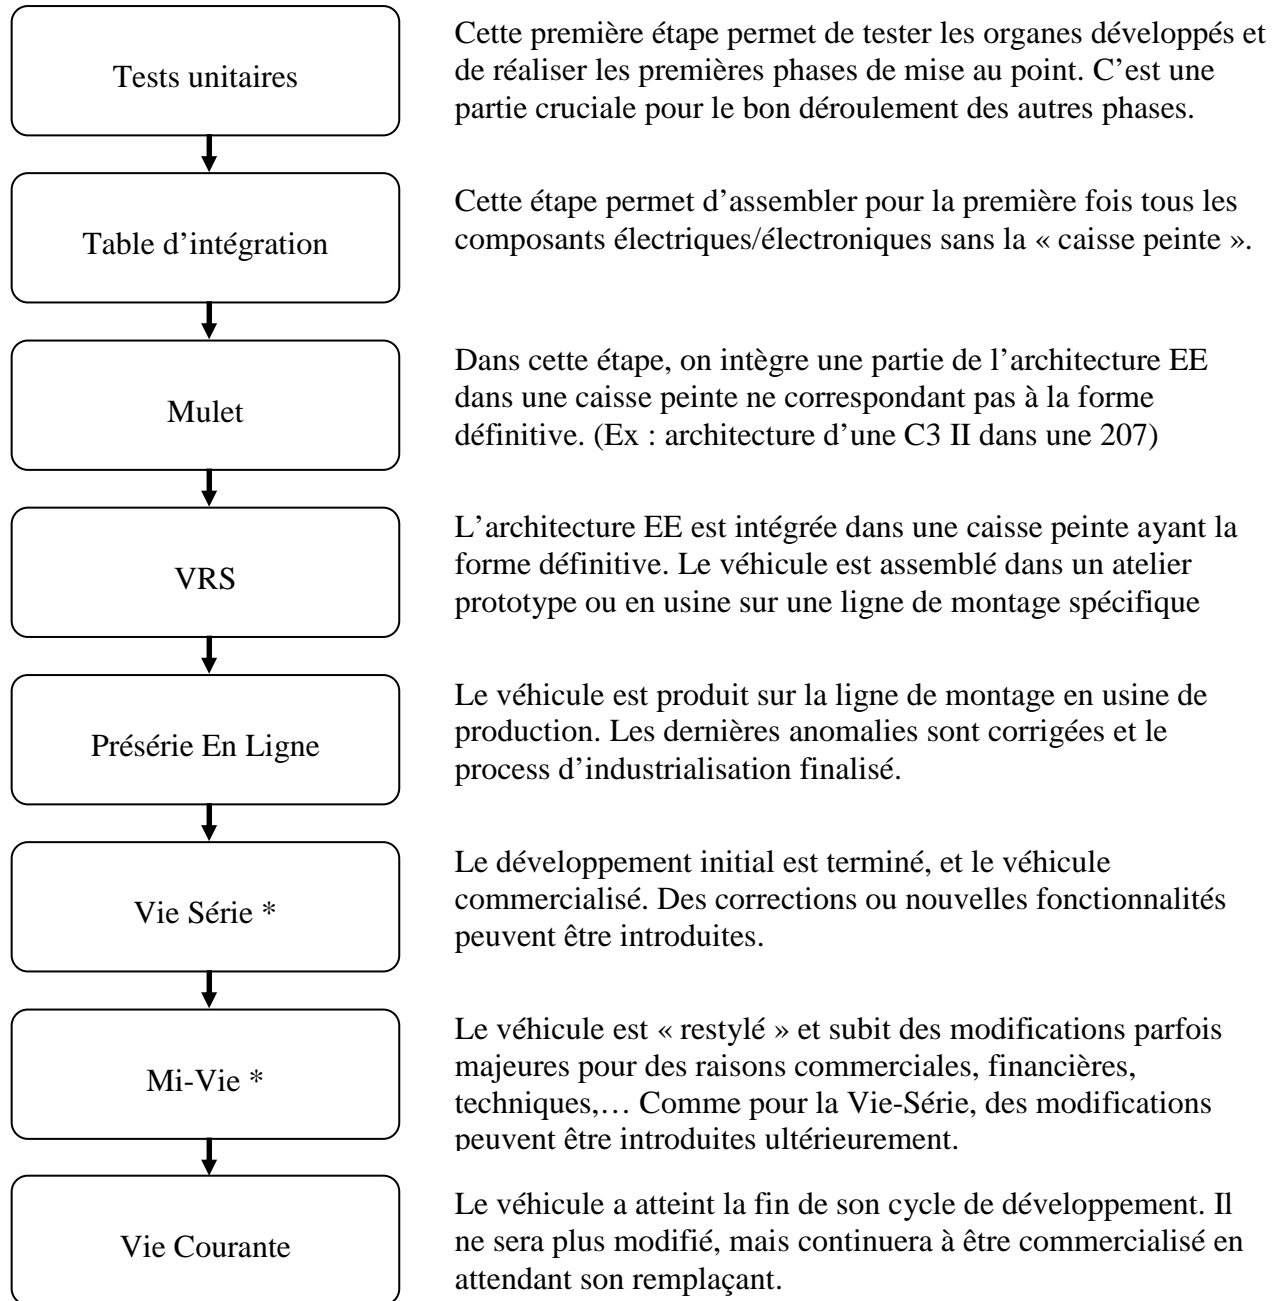 Tests unitaires
Cette première étape permet de tester les organes développés et
de réaliser les premières phases de mise au point. C’est une
partie cruciale pour le bon déroulement des autres phases.
Table d’intégration
Cette étape permet d’assembler pour la première fois tous les
composants électriques/électroniques sans la « caisse peinte ».
Mulet
Dans cette étape, on intègre une partie de l’architecture EE
dans une caisse peinte ne correspondant pas à la forme
définitive. (Ex : architecture d’une C3 II dans une 207)
VRS
L’architecture EE est intégrée dans une caisse peinte ayant la
forme définitive. Le véhicule est assemblé dans un atelier
prototype ou en usine sur une ligne de montage spécifique
Présérie En Ligne
Le véhicule est produit sur la ligne de montage en usine de
production. Les dernières anomalies sont corrigées et le
process d’industrialisation finalisé.
Vie Série *
Le développement initial est terminé, et le véhicule
commercialisé. Des corrections ou nouvelles fonctionnalités
peuvent être introduites.
Mi-Vie *
Le véhicule est « restylé » et subit des modifications parfois
majeures pour des raisons commerciales, financières,
techniques,… Comme pour la Vie-Série, des modifications
peuvent être introduites ultérieurement.
Vie Courante
Le véhicule a atteint la fin de son cycle de développement. Il
ne sera plus modifié, mais continuera à être commercialisé en
attendant son remplaçant.